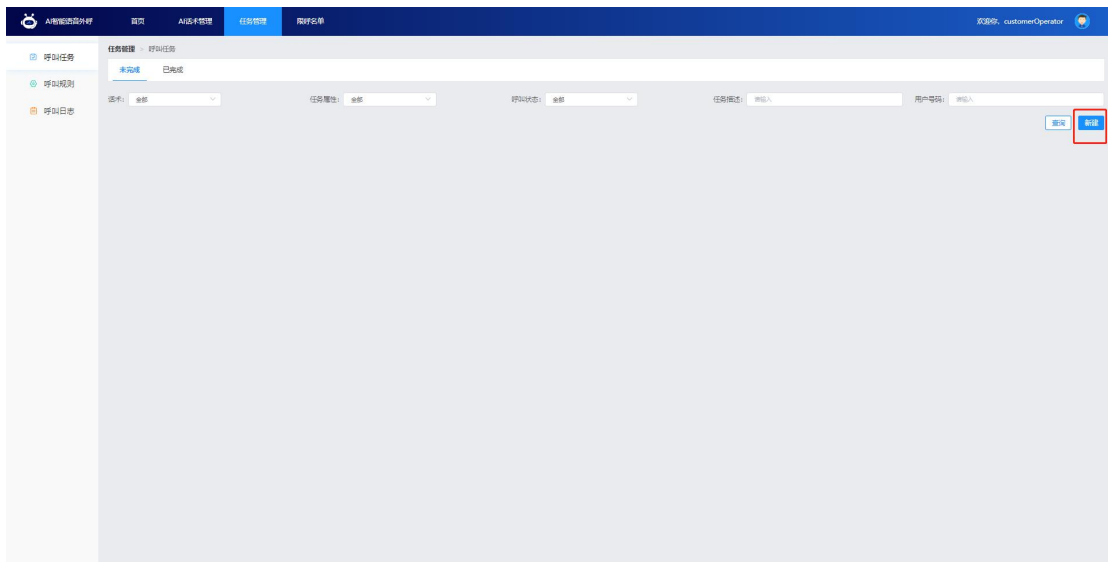 AI智能语音外呼 首页 AI话术管理 任务管理 限呼名单 欢迎你, customerOperator
呼叫任务
呼叫规则
呼叫日志
任务管理 > 呼叫任务
未完成 已完成
话术: 全部 任务属性: 全部 呼叫状态: 全部 任务描述: 请输入 用户号码: 请输入
查询 新建